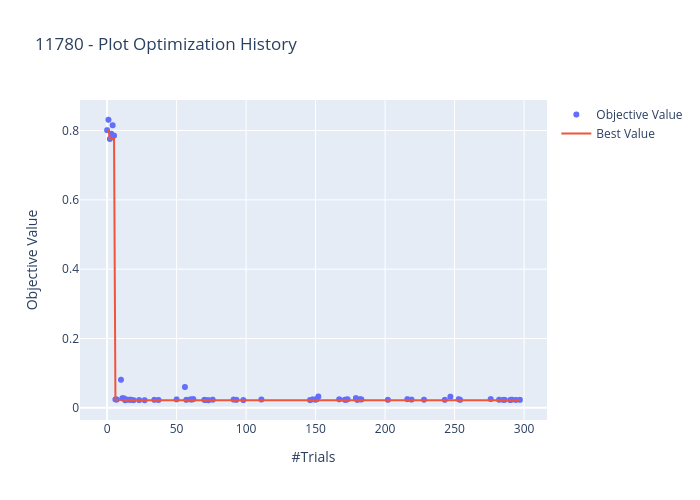 11780 - Plot Optimization History
Objective Value
Best Value
0.8
0.6
0.4
0.2
0
0
50
100
150
200
250
300
Objective Value
#Trials